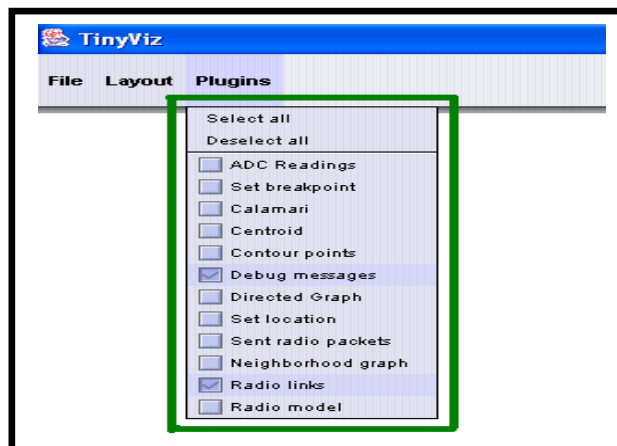 TinyViz
File Layout Plugins
Select all
Deselect all
ADC Readings
Set breakpoint
Calamari
Centroid
Contour points
Debug messages
Directed Graph
Set location
Sent radio packets
Neighborhood graph
Radio links
Radio model